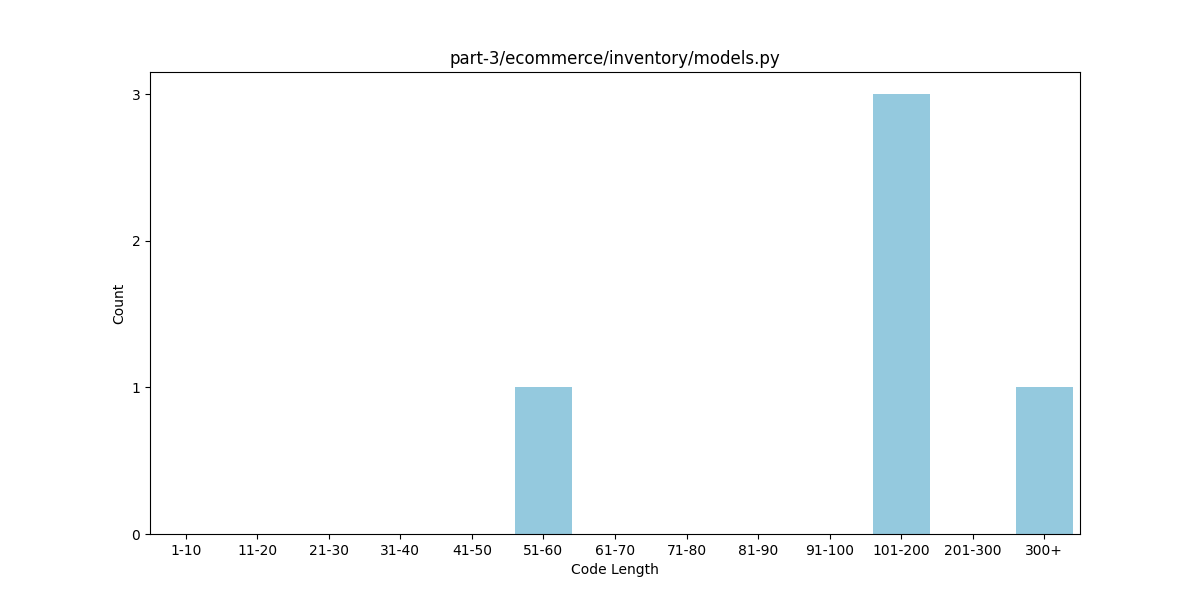 part-3/ecommerce/inventory/models.py
3
2
1
0
Count
1-10 11-20 21-30 31-40 41-50 51-60 61-70 71-80 81-90 91-100 101-200 201-300 300+
Code Length